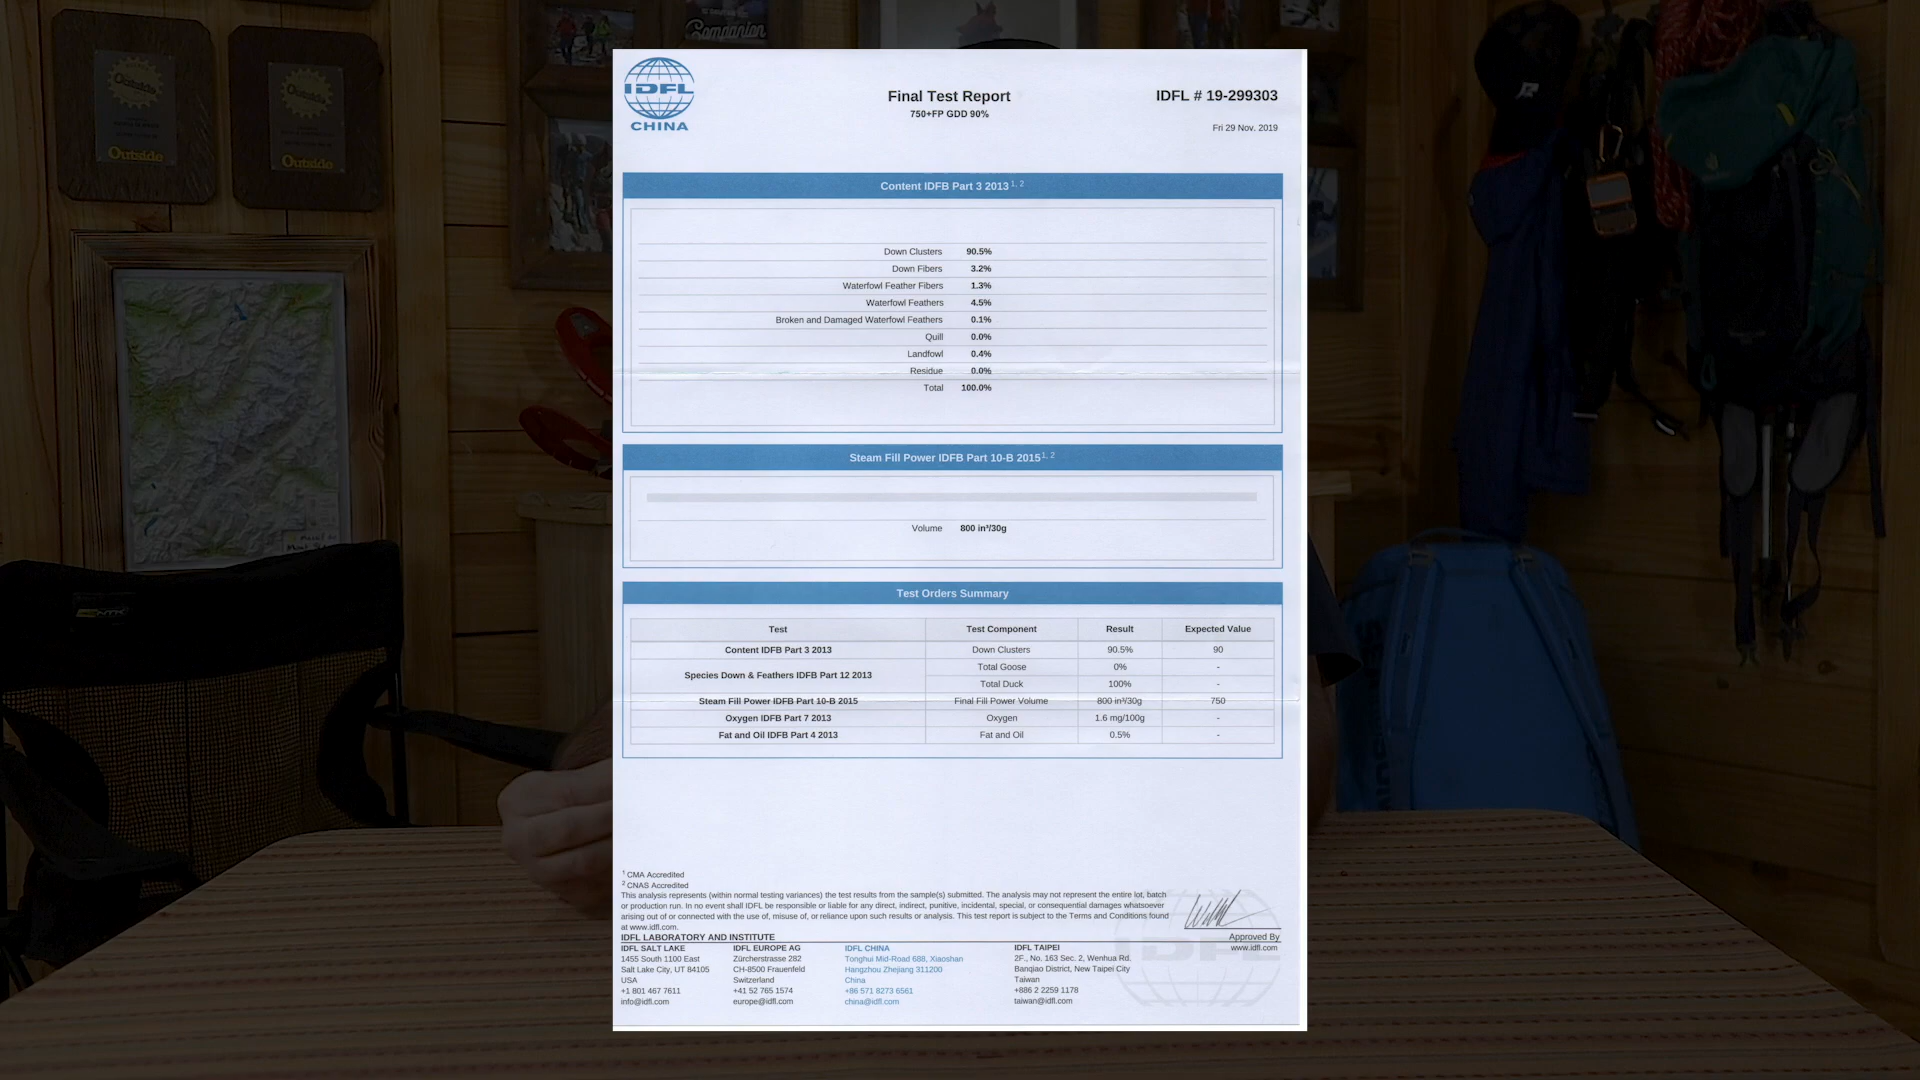 Outside
Outside
Outside
Outside
Companion
IDFL
CHINA
Final Test Report
750+FP GDD 90%
IDFL # 19-299303
Fri 29 Nov. 2019
Content IDFB Part 3 2013 1, 2
Down Clusters 90.5%
Down Fibers 3.2%
Waterfowl Feather Fibers 1.3%
Waterfowl Feathers 4.5%
Broken and Damaged Waterfowl Feathers 0.1%
Quill 0.0%
Landfowl 0.4%
Residue 0.0%
Total 100.0%
Steam Fill Power IDFB Part 10-B 2015 1, 2
Volume 800 in³/30g
Test Orders Summary
Test Test Component Result Expected Value
Content IDFB Part 3 2013 Down Clusters 90.5% 90
Species Down & Feathers IDFB Part 12 2013 Total Goose 0% -
Total Duck 100% -
Steam Fill Power IDFB Part 10-B 2015 Final Fill Power Volume 800 in³/30g 750
Oxygen IDFB Part 7 2013 Oxygen 1.6 mg/100g -
Fat and Oil IDFB Part 4 2013 Fat and Oil 0.5% -
1 CMA Accredited
2 CNAS Accredited
This analysis represents (within normal testing variances) the test results from the sample(s) submitted. The analysis may not represent the entire lot, batch
or production run. In no event shall IDFL be responsible or liable for any direct, indirect, punitive, incidental, special, or consequential damages whatsoever
arising out of or connected with the use of, misuse of, or reliance upon such results or analysis. This test report is subject to the Terms and Conditions found
at www.idfl.com.
Approved By
www.idfl.com
IDFL
IDFL LABORATORY AND INSTITUTE
IDFL SALT LAKE
1455 South 1100 East
Salt Lake City, UT 84105
USA
+1 801 467 7611
info@idfl.com
IDFL EUROPE AG
Zürcherstrasse 282
CH-8500 Frauenfeld
Switzerland
+41 52 765 1574
europe@idfl.com
IDFL CHINA
Tonghui Mid-Road 688, Xiaoshan
Hangzhou Zhejiang 311200
China
+86 571 8273 6561
china@idfl.com
IDFL TAIPEI
2F., No. 163 Sec. 2, Wenhua Rd.
Banqiao District, New Taipei City
Taiwan
+886 2 2259 1178
taiwan@idfl.com